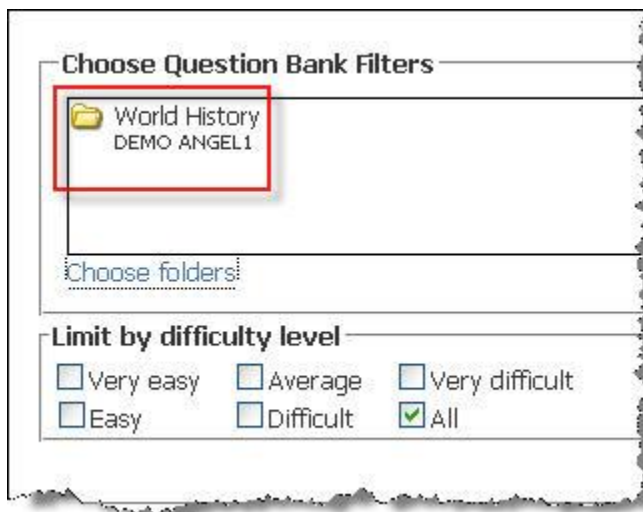 Choose Question Bank Filters
World History
DEMO ANGEL1
Choose folders
Limit by difficulty level
Very easy Average Very difficult
Easy Difficult All